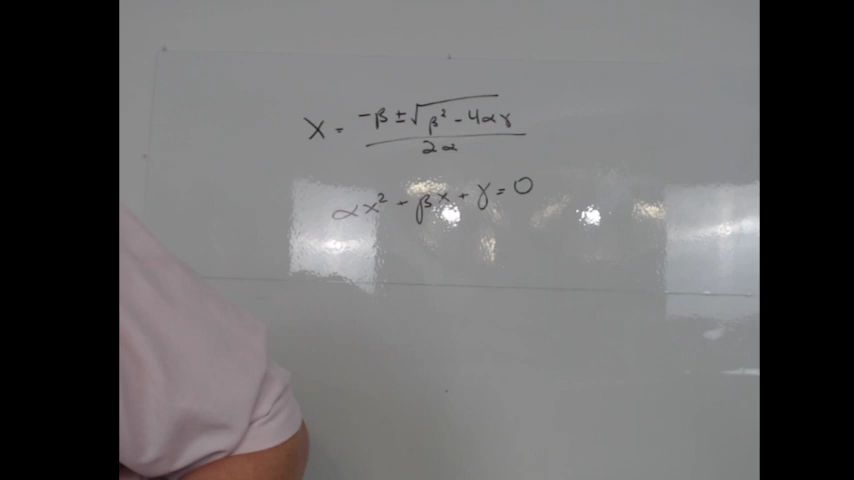 x = (-β ± √(β² - 4αγ)) / 2α
αx² + βx + γ = 0